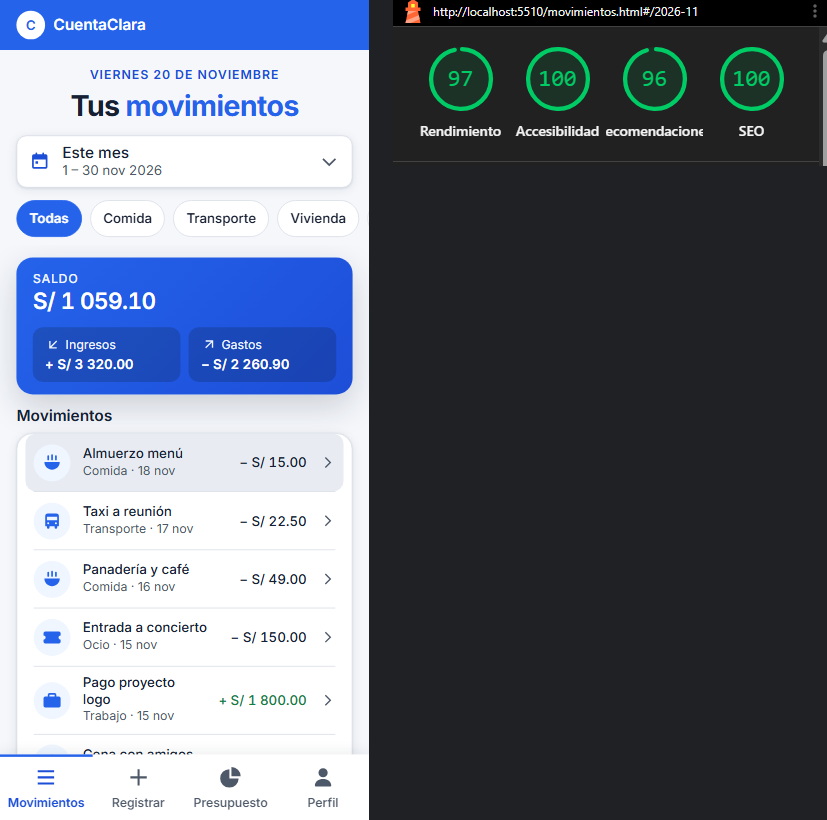 C CuentaClara
VIERNES 20 DE NOVIEMBRE
Tus movimientos
Este mes
1 – 30 nov 2026
Todas Comida Transporte Vivienda
SALDO
S/ 1 059.10
Ingresos
+ S/ 3 320.00
Gastos
− S/ 2 260.90
Movimientos
Almuerzo menú
Comida · 18 nov
− S/ 15.00
Taxi a reunión
Transporte · 17 nov
− S/ 22.50
Panadería y café
Comida · 16 nov
− S/ 49.00
Entrada a concierto
Ocio · 15 nov
− S/ 150.00
Pago proyecto
logo
Trabajo · 15 nov
+ S/ 1 800.00
Cena con amigos
Movimientos Registrar Presupuesto Perfil
http://localhost:5510/movimientos.html#/2026-11
97 100 96 100
Rendimiento Accesibilidad ecomendacione SEO